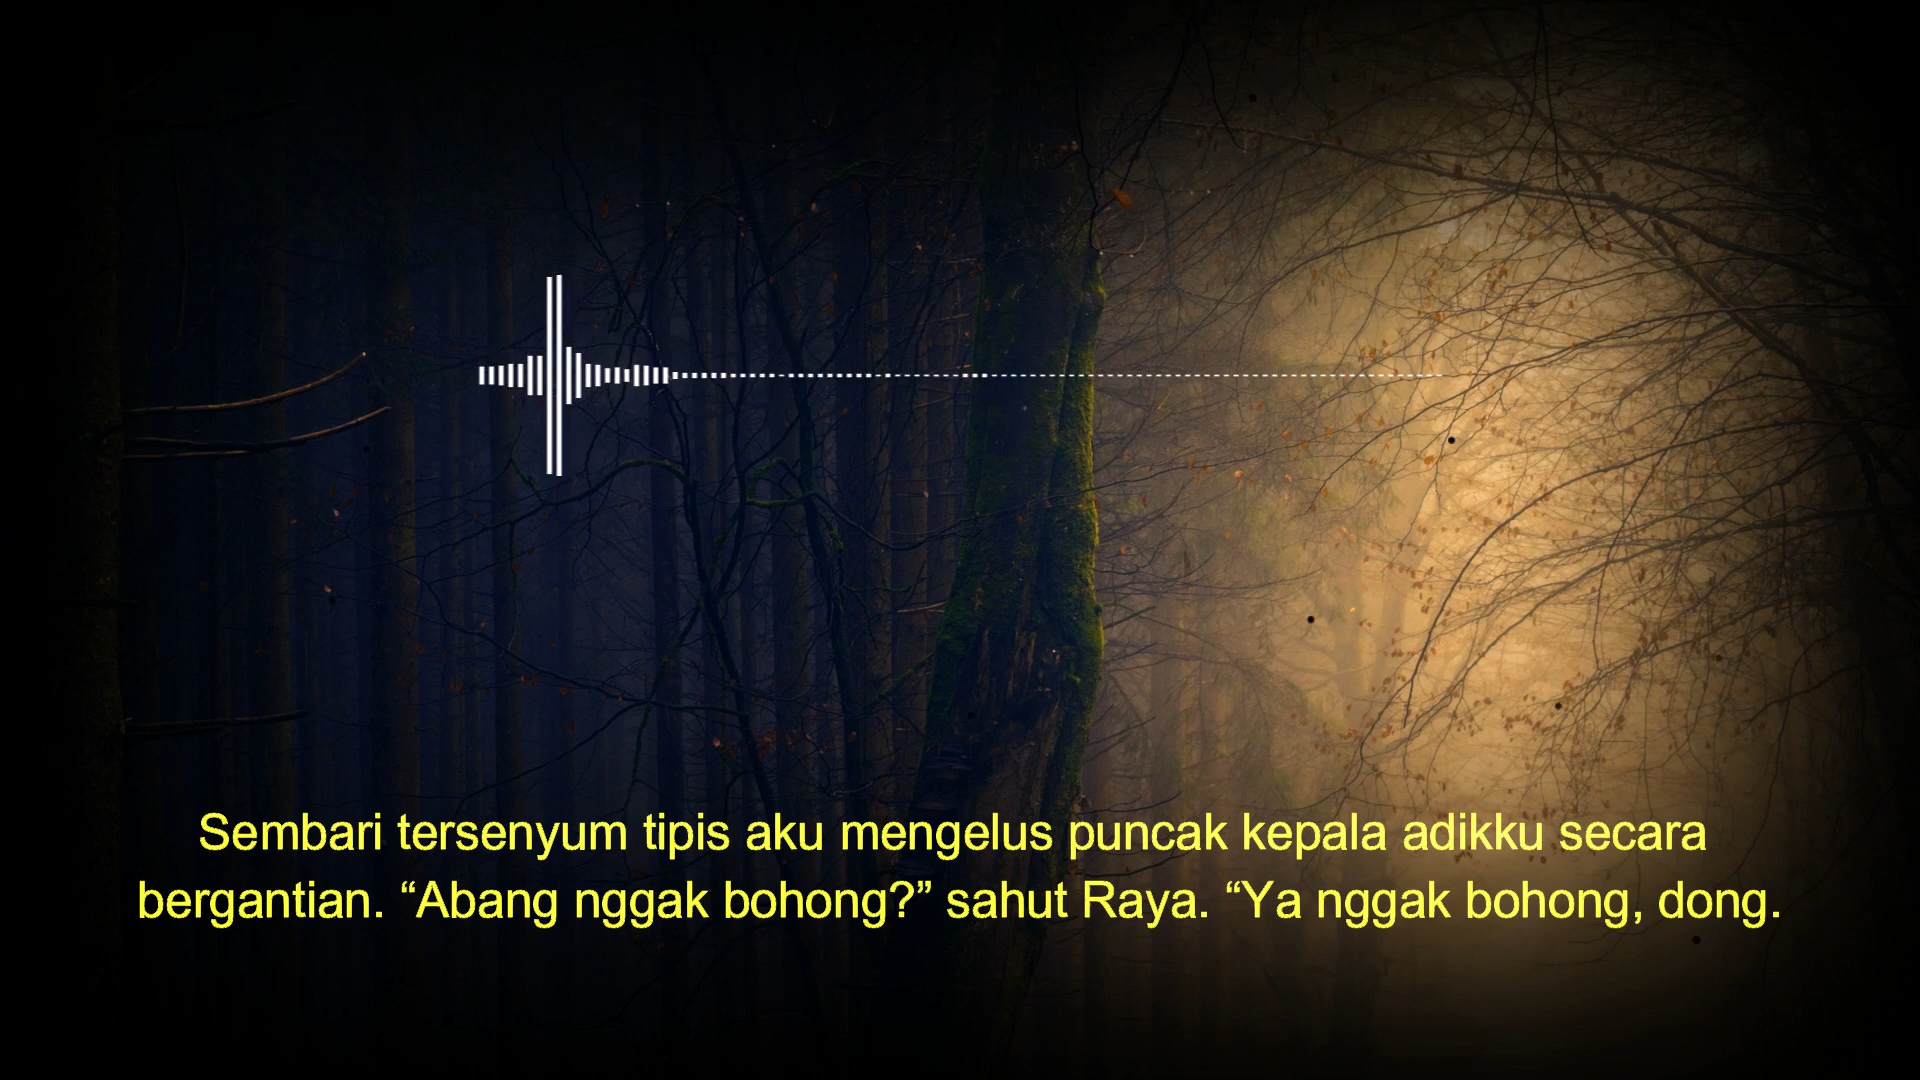 Sembari tersenyum tipis aku mengelus puncak kepala adikku secara
bergantian. “Abang nggak bohong?” sahut Raya. “Ya nggak bohong, dong.